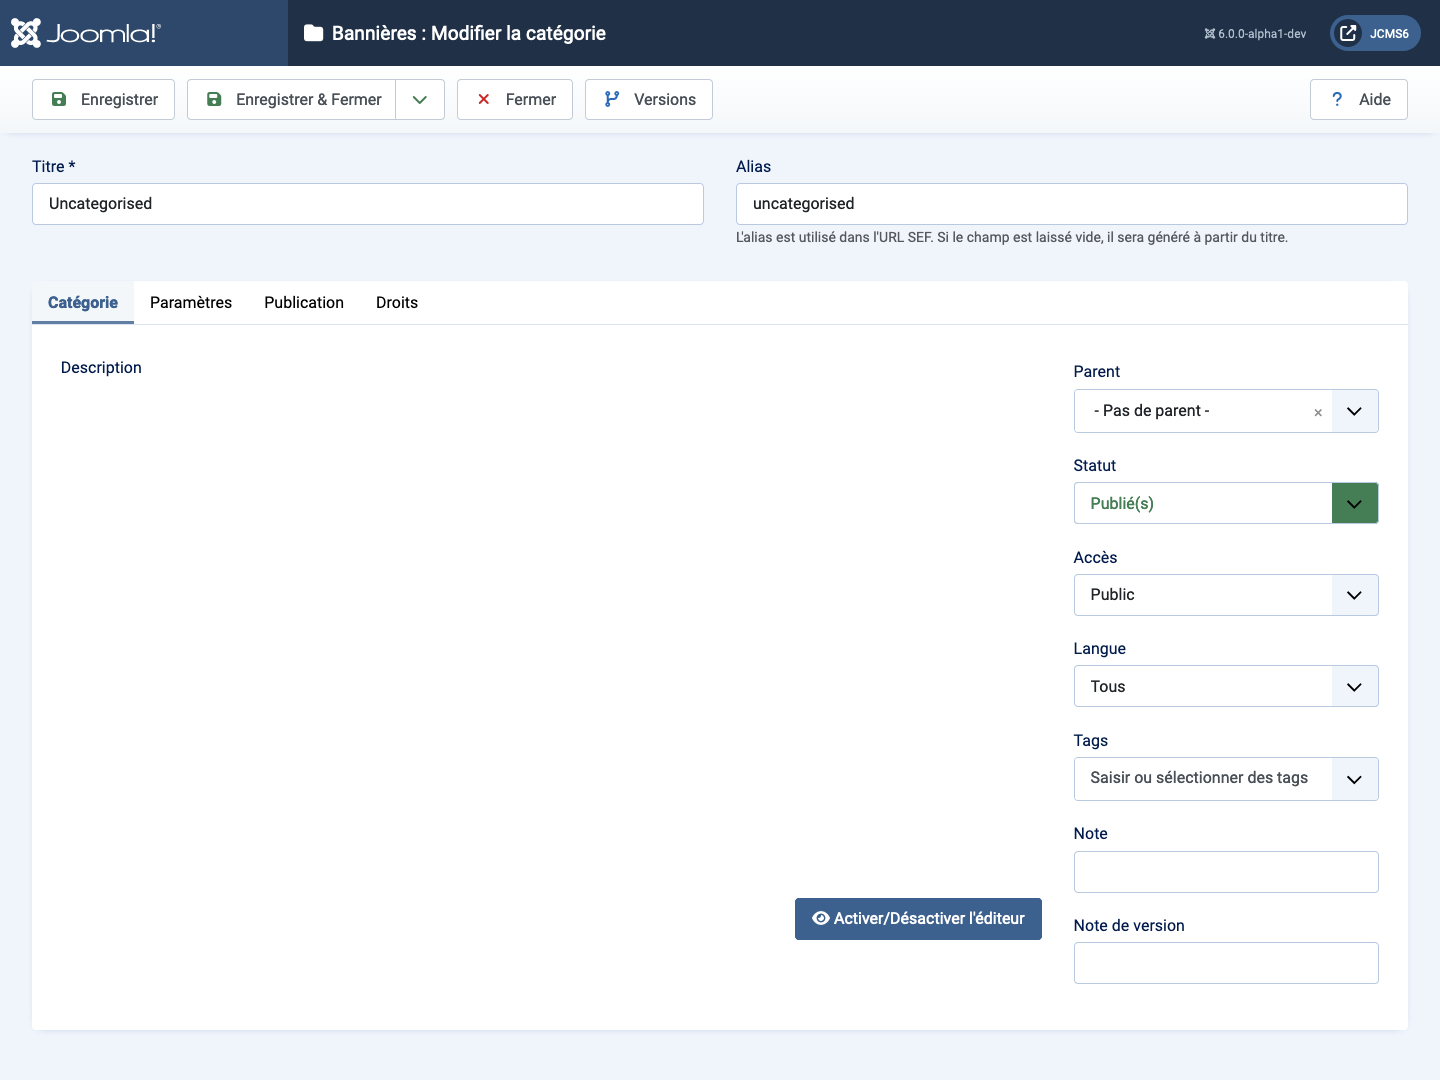 Joomla!
Bannières : Modifier la catégorie
6.0.0-alpha1-dev
JCMS6
Enregistrer
Enregistrer & Fermer
Fermer
Versions
Aide
Titre *
Alias
Uncategorised
uncategorised
L'alias est utilisé dans l'URL SEF. Si le champ est laissé vide, il sera généré à partir du titre.
Catégorie
Paramètres
Publication
Droits
Description
Parent
- Pas de parent -
Statut
Publié(s)
Accès
Public
Langue
Tous
Tags
Saisir ou sélectionner des tags
Note
Activer/Désactiver l'éditeur
Note de version